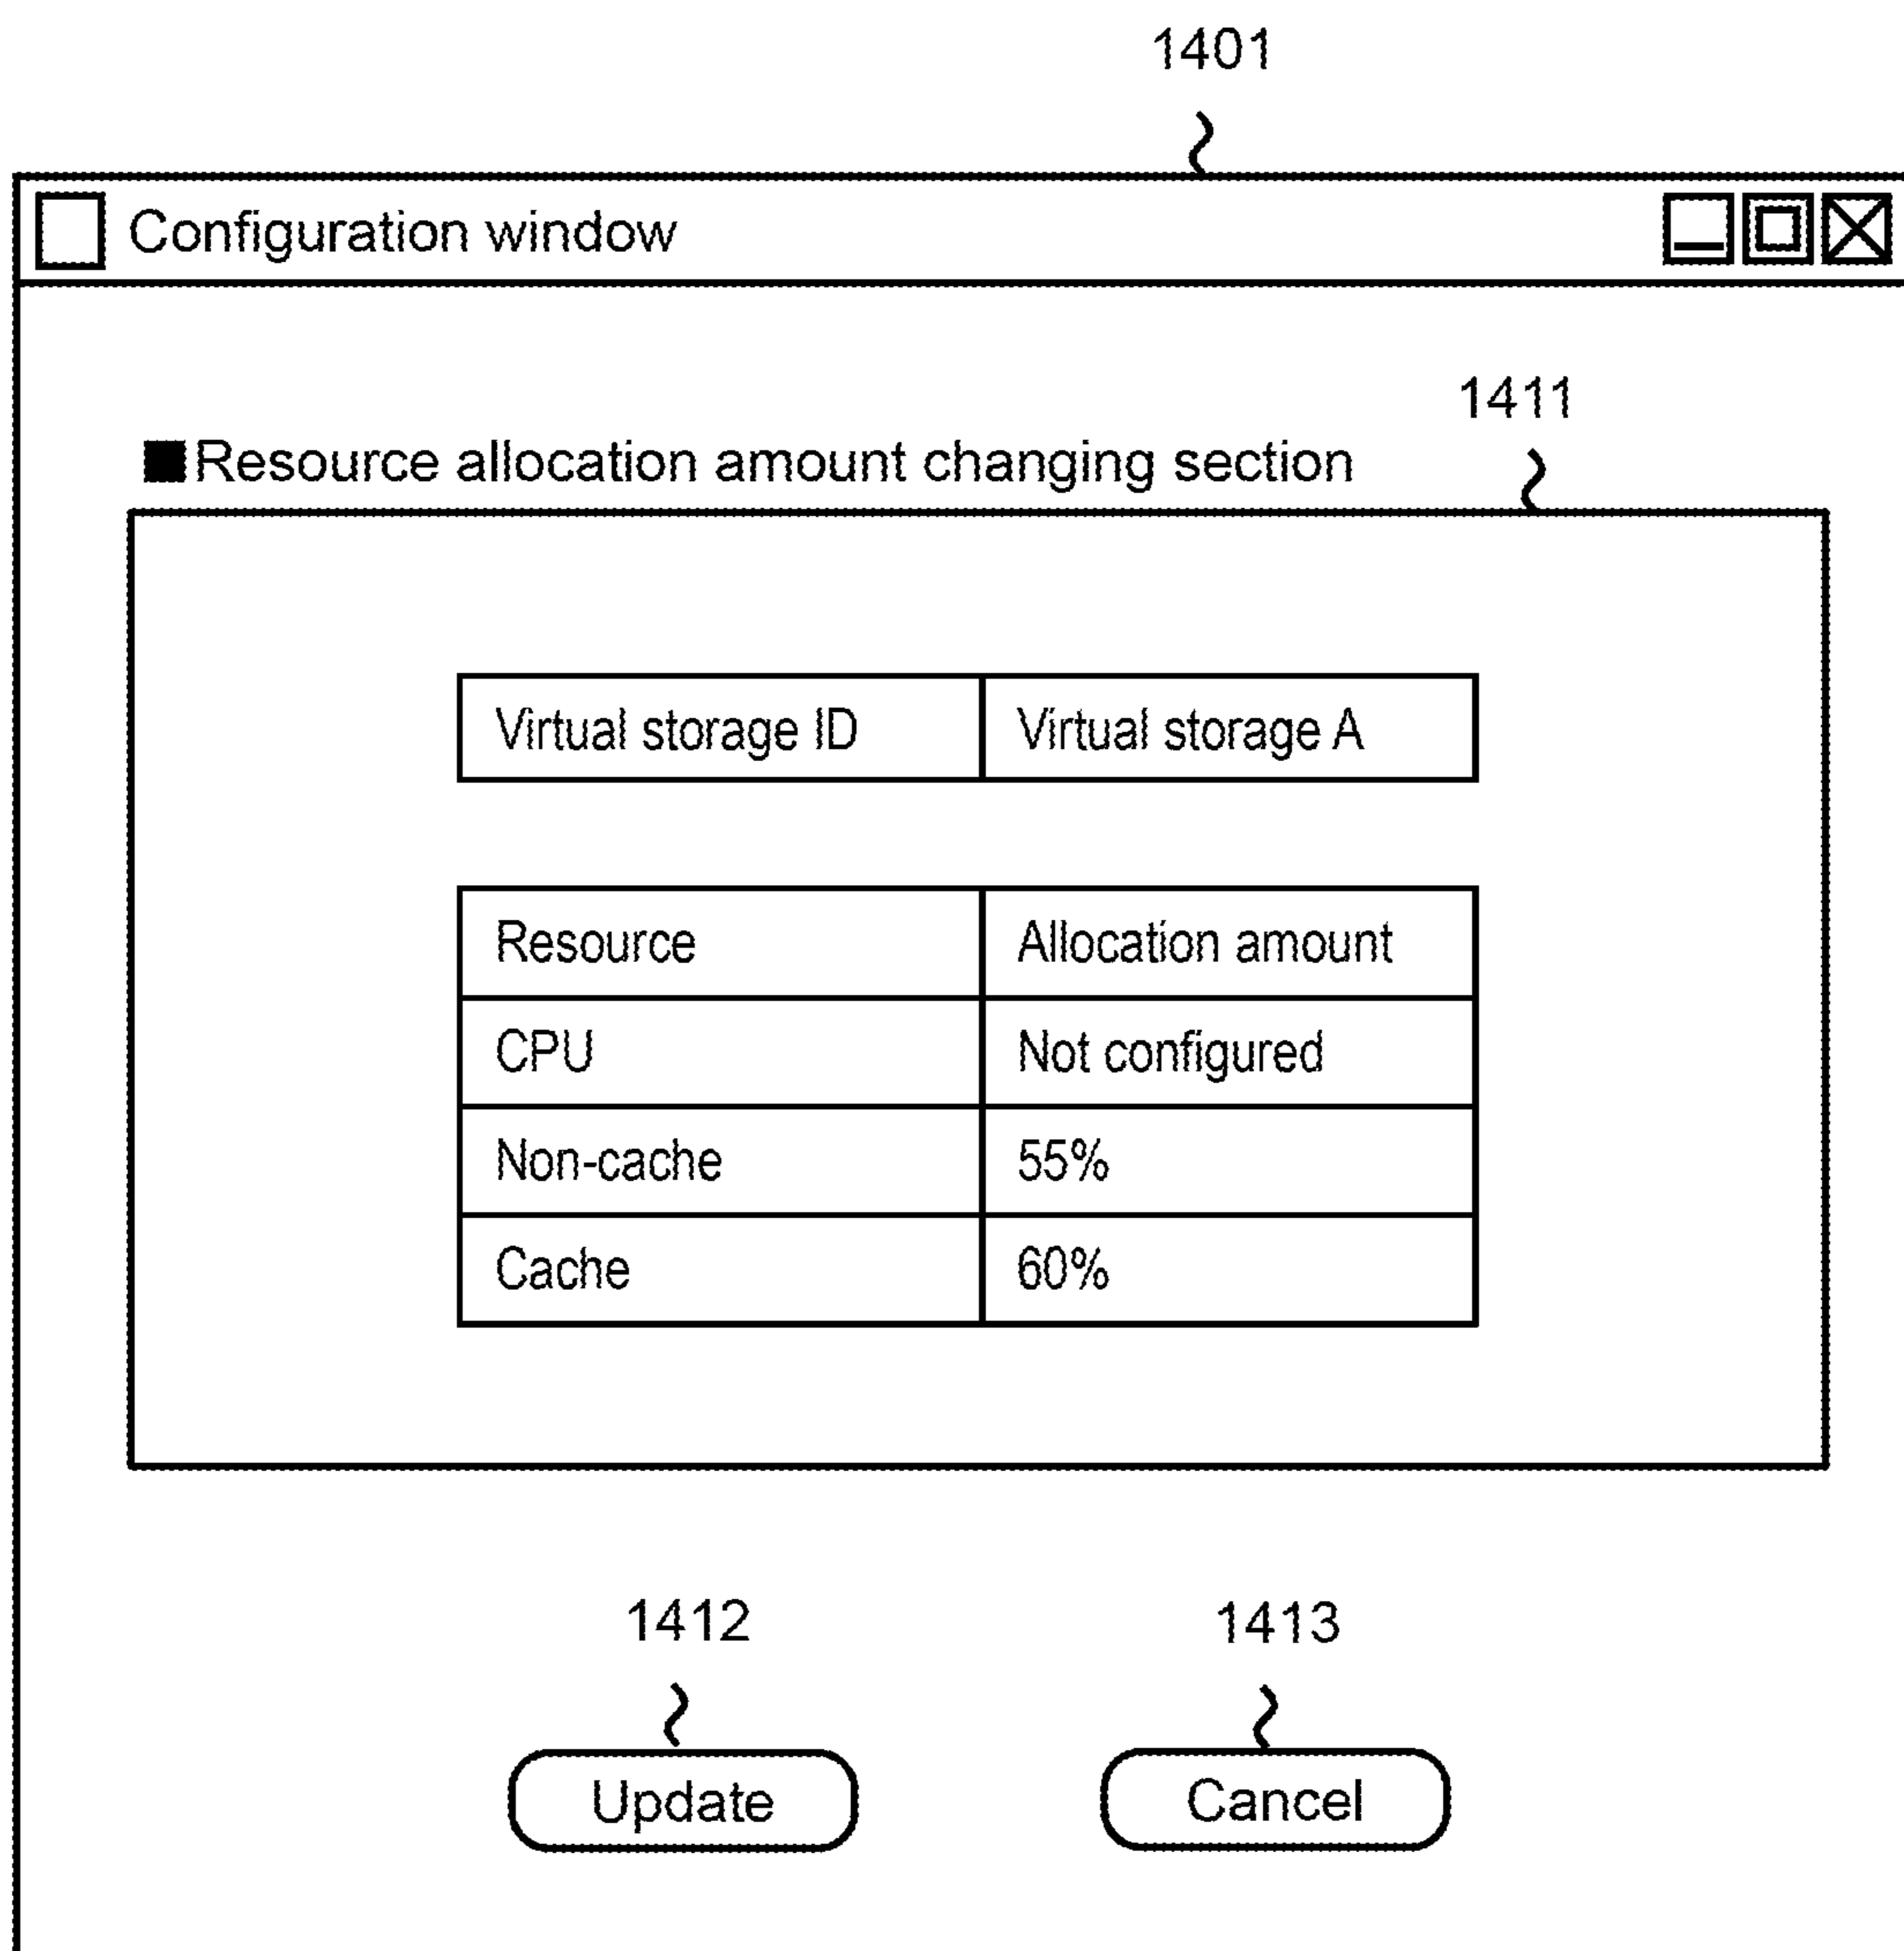 1401
Configuration window
1411
■Resource allocation amount changing section
Virtual storage ID Virtual storage A
Resource Allocation amount
CPU Not configured
Non-cache 55%
Cache 60%
1412 1413
Update Cancel